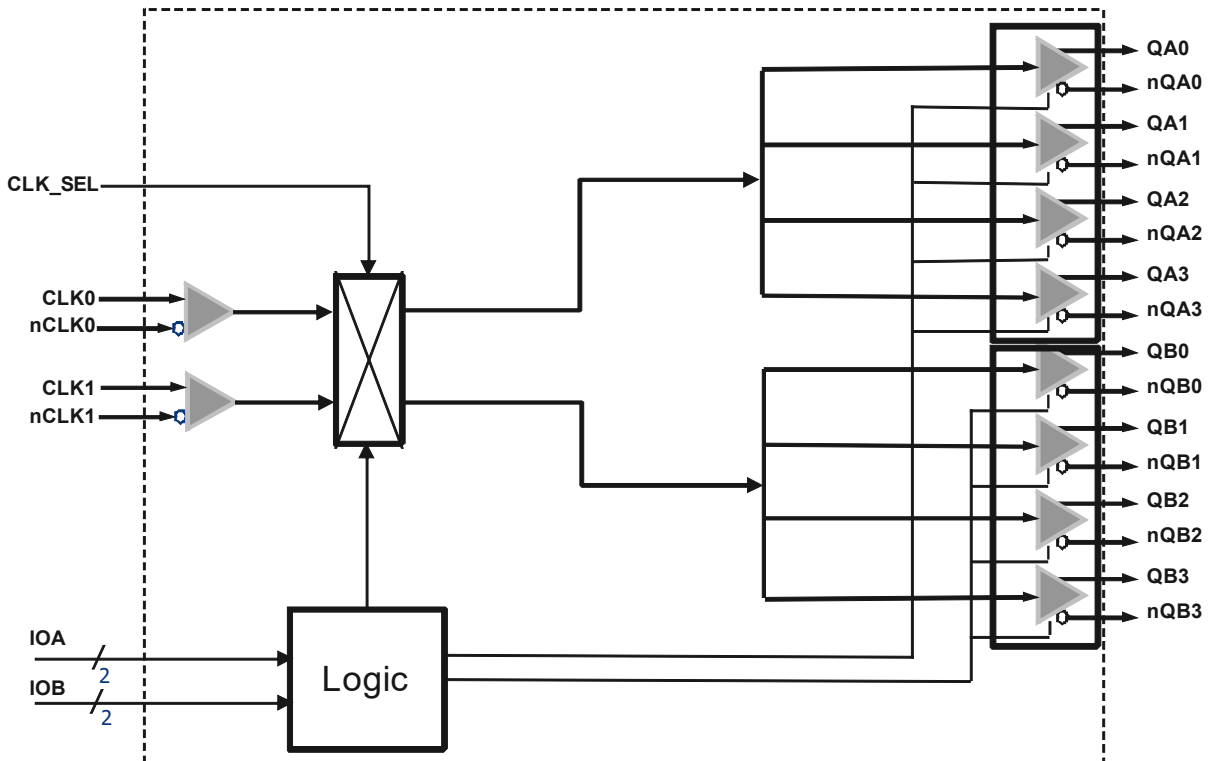 QA0
nQA0
QA1
nQA1
CLK_SEL
QA2
nQA2
QA3
CLK0
nCLK0
nQA3
QB0
CLK1
nQB0
nCLK1
QB1
nQB1
QB2
nQB2
QB3
nQB3
IOA
2
Logic
IOB
2